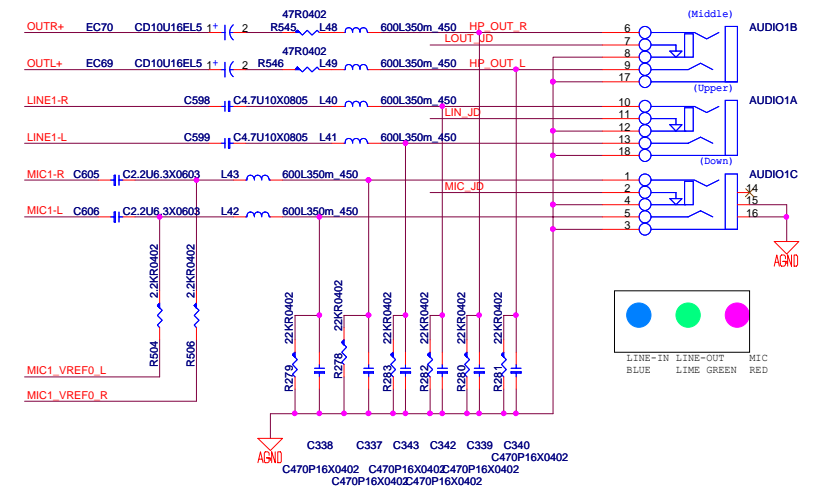 (Middle)
47R0402
OUTR+ EC70 CD10U16EL5 1+ 2 R545 L48 600L350m_450 HP_OUT_R 6 AUDIO1B
LOUT_JD 7
47R0402 8
OUTL+ EC69 CD10U16EL5 1+ 2 R546 L49 600L350m_450 HP_OUT_L 9
17
(Upper)
LINE1-R C598 C4.7U10X0805 L40 600L350m_450 10 AUDIO1A
LIN_JD 11
12
LINE1-L C599 C4.7U10X0805 L41 600L350m_450 13
18
(Down)
MIC1-R C605 C2.2U6.3X0603 L43 600L350m_450 1 AUDIO1C
MIC_JD 2 14
4 15
MIC1-L C606 C2.2U6.3X0603 L42 600L350m_450 5 16
3
AGND
2.2KR0402 2.2KR0402
R504 R506
22KR0402 22KR0402 22KR0402 22KR0402 22KR0402 22KR0402
R279 R278 R283 R282 R280 R281
LINE-IN LINE-OUT MIC
BLUE LIME GREEN RED
MIC1_VREF0_L
MIC1_VREF0_R
AGND
C338 C337 C343 C342 C339 C340
C470P16X0402
C470P16X0402 C470P16X0402 C470P16X0402
C470P16X0402 C470P16X0402